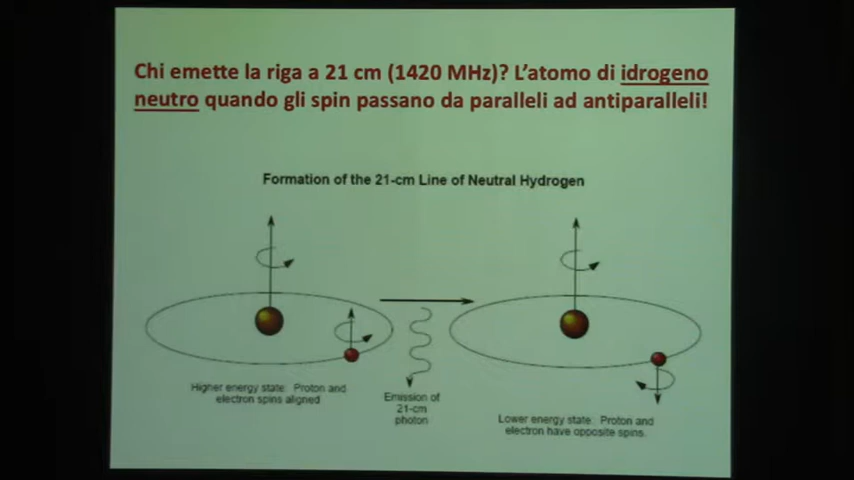 Chi emette la riga a 21 cm (1420 MHz)? L'atomo di idrogeno
neutro quando gli spin passano da paralleli ad antiparalleli!
Formation of the 21-cm Line of Neutral Hydrogen
Higher energy state: Proton and
electron spins aligned
Emission of
21-cm
photon
Lower energy state: Proton and
electron have opposite spins.